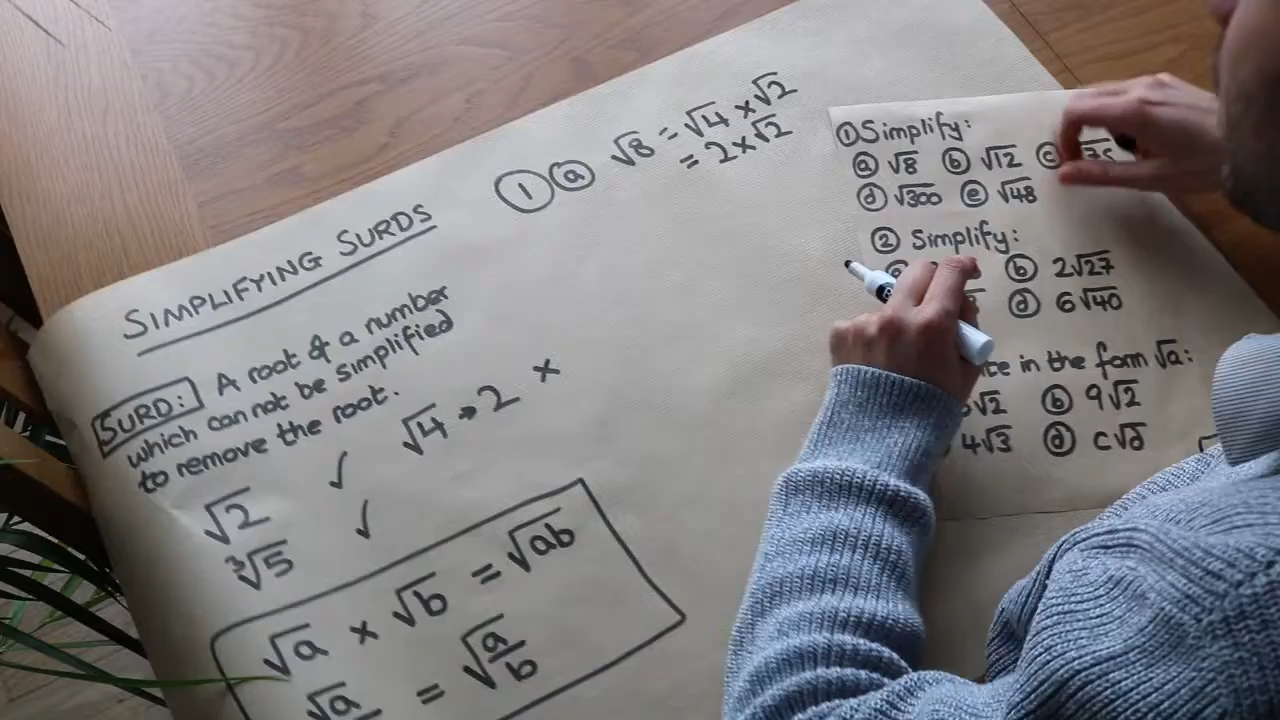 SIMPLIFYING SURDS
SURD: A root of a number
which can not be simplified
to remove the root.
√4 → 2 ×
√2 ✓
∛5 ✓
√a × √b = √ab
√a = √a/b
① ⓐ √8 = √4 × √2
= 2 × √2
① Simplify:
ⓐ √8 ⓑ √12 ⓒ √75
ⓓ √300 ⓔ √48
② Simplify:
ⓑ 2√27
ⓓ 6√40
in the form √a:
√2 ⓑ 9√2
4√3 ⓓ c√d